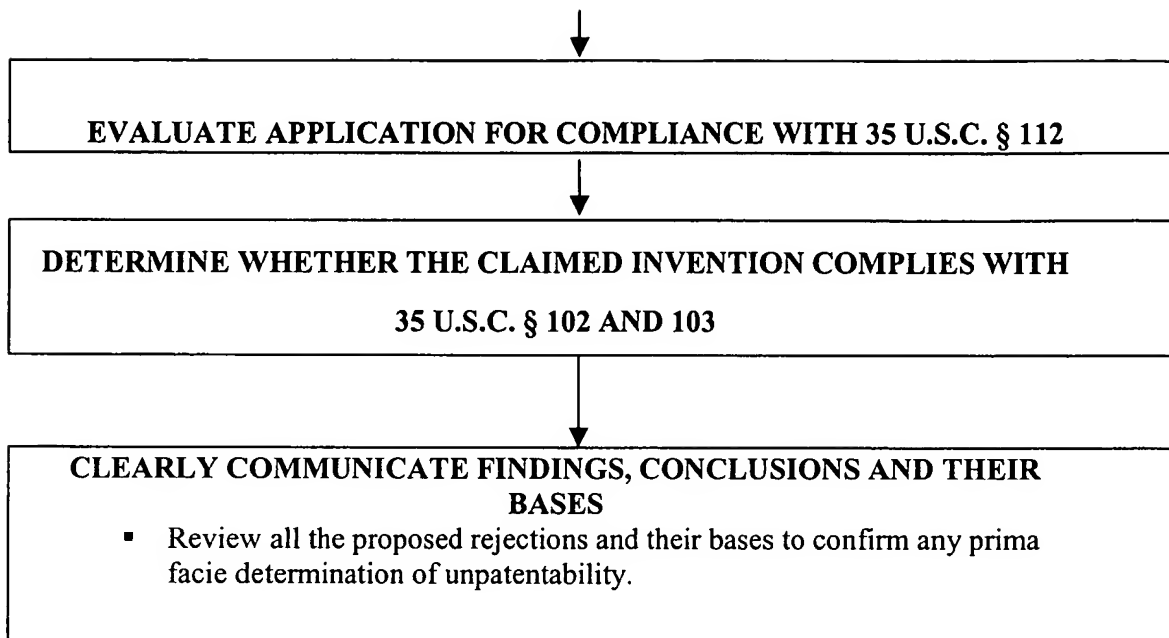 EVALUATE APPLICATION FOR COMPLIANCE WITH 35 U.S.C. § 112
DETERMINE WHETHER THE CLAIMED INVENTION COMPLIES WITH
35 U.S.C. § 102 AND 103
CLEARLY COMMUNICATE FINDINGS, CONCLUSIONS AND THEIR
BASES
▪ Review all the proposed rejections and their bases to confirm any prima
facie determination of unpatentability.